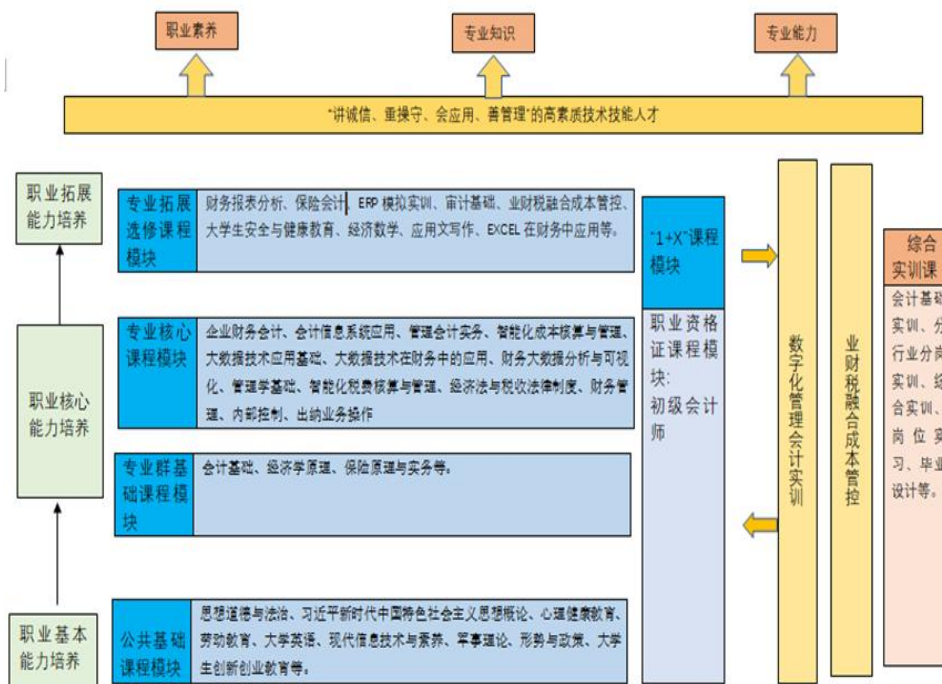 职业素养
专业知识
专业能力
“讲诚信、重操守、会应用、善管理”的高素质技术技能人才
职业拓展
能力培养
专业拓展
选修课程
模块
财务报表分析、保险会计、ERP 模拟实训、审计基础、业财税融合成本管控、
大学生安全与健康教育、经济数学、应用文写作、EXCEL 在财务中应用等。
“1+X”课程
模块
职业核心
能力培养
专业核心
课程模块
企业财务会计、会计信息系统应用、管理会计实务、智能化成本核算与管理、
大数据技术应用基础、大数据技术在财务中的应用、财务大数据分析与可视
化、管理学基础、智能化税费核算与管理、经济法与税收法律制度、财务管
理、内部控制、出纳业务操作
职业资格
证课程模
块:
初级会计
师
专业群基
础课程模
块
会计基础、经济学原理、保险原理与实务等。
职业基本
能力培养
公共基础
课程模块
思想道德与法治、习近平新时代中国特色社会主义思想概论、心理健康教育、
劳动教育、大学英语、现代信息技术与素养、军事理论、形势与政策、大学
生创新创业教育等。
数字化管理会计实训
业财税融合成本管控
综合
实训课
会计基础
实训、分
行业分岗
实训、综
合实训、
岗位实
习、毕业
设计等。